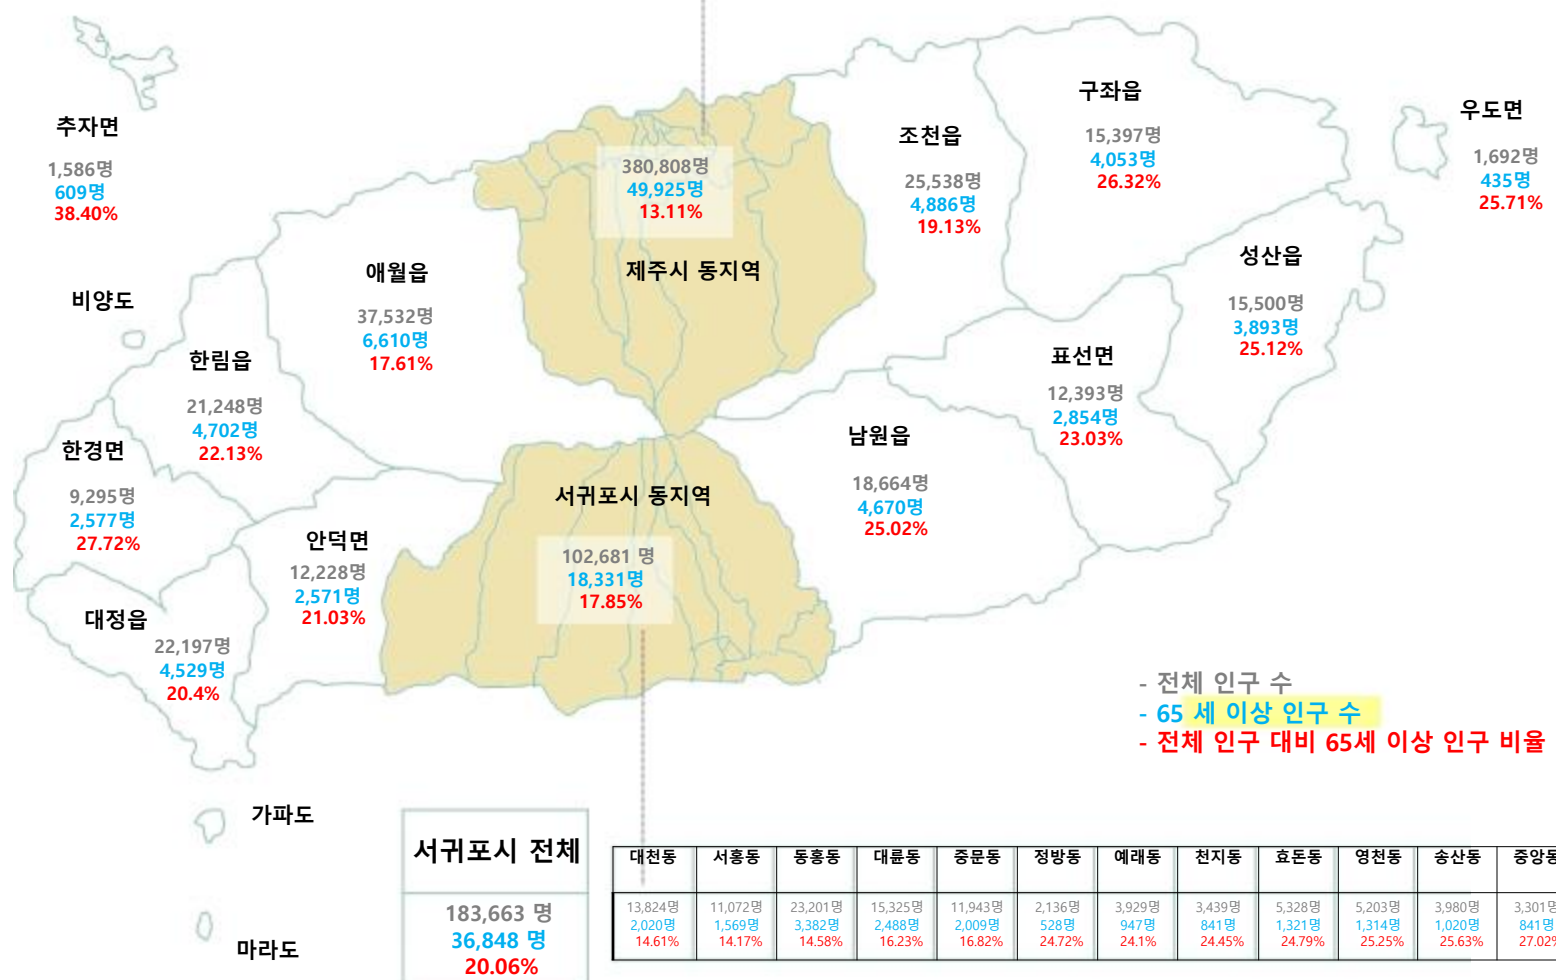 추자면
1,586명
609명
38.40%
비양도
한림읍
21,248명
4,702명
22.13%
한경면
9,295명
2,577명
27.72%
대정읍
22,197명
4,529명
20.4%
안덕면
12,228명
2,571명
21.03%
애월읍
37,532명
6,610명
17.61%
380,808명
49,925명
13.11%
제주시 동지역
서귀포시 동지역
102,681 명
18,331명
17.85%
조천읍
25,538명
4,886명
19.13%
구좌읍
15,397명
4,053명
26.32%
우도면
1,692명
435명
25.71%
성산읍
15,500명
3,893명
25.12%
표선면
12,393명
2,854명
23.03%
남원읍
18,664명
4,670명
25.02%
- 전체 인구 수
- 65 세 이상 인구 수
- 전체 인구 대비 65세 이상 인구 비율
가파도
마라도
서귀포시 전체
183,663 명
36,848 명
20.06%
대천동 서홍동 동홍동 대륜동 중문동 정방동 예래동 천지동 효돈동 영천동 송산동 중앙동
13,824명 11,072명 23,201명 15,325명 11,943명 2,136명 3,929명 3,439명 5,328명 5,203명 3,980명 3,301명
2,020명 1,569명 3,382명 2,488명 2,009명 528명 947명 841명 1,321명 1,314명 1,020명 841명
14.61% 14.17% 14.58% 16.23% 16.82% 24.72% 24.1% 24.45% 24.79% 25.25% 25.63% 27.02%